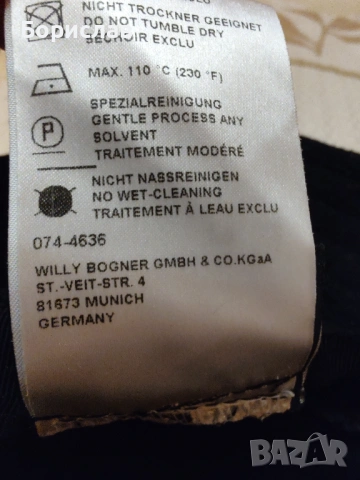 NICHT TROCKNER GEEIGNET
DO NOT TUMBLE DRY
SECHOIR EXCLU
MAX. 110 °C (230 °F)
SPEZIALREINIGUNG
GENTLE PROCESS ANY
SOLVENT
TRAITEMENT MODÉRÉ
P
NICHT NASSREINIGEN
NO WET-CLEANING
TRAITEMENT À LEAU EXCLU
074-4636
WILLY BOGNER GMBH & CO.KGaA
ST.-VEIT-STR. 4
81673 MUNICH
GERMANY
Борислав
BAZAR